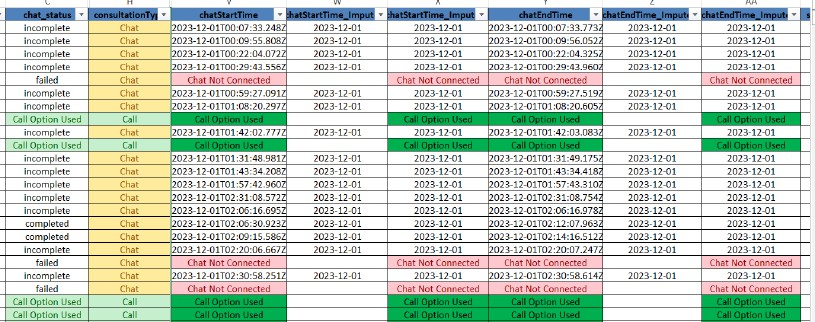 C H V W X Y Z AA
chat_status consultationTyp chatStartTime chatStartTime_Imput chatStartTime_Imput chatEndTime chatEndTime_Impute chatEndTime_Impute s
incomplete Chat 2023-12-01T00:07:33.248Z 2023-12-01 2023-12-01 2023-12-01T00:07:33.773Z 2023-12-01 2023-12-01
incomplete Chat 2023-12-01T00:09:55.808Z 2023-12-01 2023-12-01 2023-12-01T00:09:56.052Z 2023-12-01 2023-12-01
incomplete Chat 2023-12-01T00:22:04.072Z 2023-12-01 2023-12-01 2023-12-01T00:22:04.325Z 2023-12-01 2023-12-01
incomplete Chat 2023-12-01T00:29:43.556Z 2023-12-01 2023-12-01 2023-12-01T00:29:43.960Z 2023-12-01 2023-12-01
failed Chat Chat Not Connected Chat Not Connected Chat Not Connected Chat Not Connected
incomplete Chat 2023-12-01T00:59:27.091Z 2023-12-01 2023-12-01 2023-12-01T00:59:27.519Z 2023-12-01 2023-12-01
incomplete Chat 2023-12-01T01:08:20.297Z 2023-12-01 2023-12-01 2023-12-01T01:08:20.605Z 2023-12-01 2023-12-01
Call Option Used Call Call Option Used Call Option Used Call Option Used Call Option Used
incomplete Chat 2023-12-01T01:42:02.777Z 2023-12-01 2023-12-01 2023-12-01T01:42:03.083Z 2023-12-01 2023-12-01
Call Option Used Call Call Option Used Call Option Used Call Option Used Call Option Used
incomplete Chat 2023-12-01T01:31:48.981Z 2023-12-01 2023-12-01 2023-12-01T01:31:49.175Z 2023-12-01 2023-12-01
incomplete Chat 2023-12-01T01:43:34.208Z 2023-12-01 2023-12-01 2023-12-01T01:43:34.418Z 2023-12-01 2023-12-01
incomplete Chat 2023-12-01T01:57:42.960Z 2023-12-01 2023-12-01 2023-12-01T01:57:43.310Z 2023-12-01 2023-12-01
incomplete Chat 2023-12-01T02:31:08.572Z 2023-12-01 2023-12-01 2023-12-01T02:31:08.754Z 2023-12-01 2023-12-01
incomplete Chat 2023-12-01T02:06:16.695Z 2023-12-01 2023-12-01 2023-12-01T02:06:16.978Z 2023-12-01 2023-12-01
completed Chat 2023-12-01T02:06:30.923Z 2023-12-01 2023-12-01 2023-12-01T02:12:07.963Z 2023-12-01 2023-12-01
completed Chat 2023-12-01T02:09:15.586Z 2023-12-01 2023-12-01 2023-12-01T02:14:16.512Z 2023-12-01 2023-12-01
incomplete Chat 2023-12-01T02:20:06.667Z 2023-12-01 2023-12-01 2023-12-01T02:20:07.247Z 2023-12-01 2023-12-01
failed Chat Chat Not Connected Chat Not Connected Chat Not Connected Chat Not Connected
incomplete Chat 2023-12-01T02:30:58.251Z 2023-12-01 2023-12-01 2023-12-01T02:30:58.614Z 2023-12-01 2023-12-01
failed Chat Chat Not Connected Chat Not Connected Chat Not Connected Chat Not Connected
Call Option Used Call Call Option Used Call Option Used Call Option Used Call Option Used
Call Option Used Call Call Option Used Call Option Used Call Option Used Call Option Used